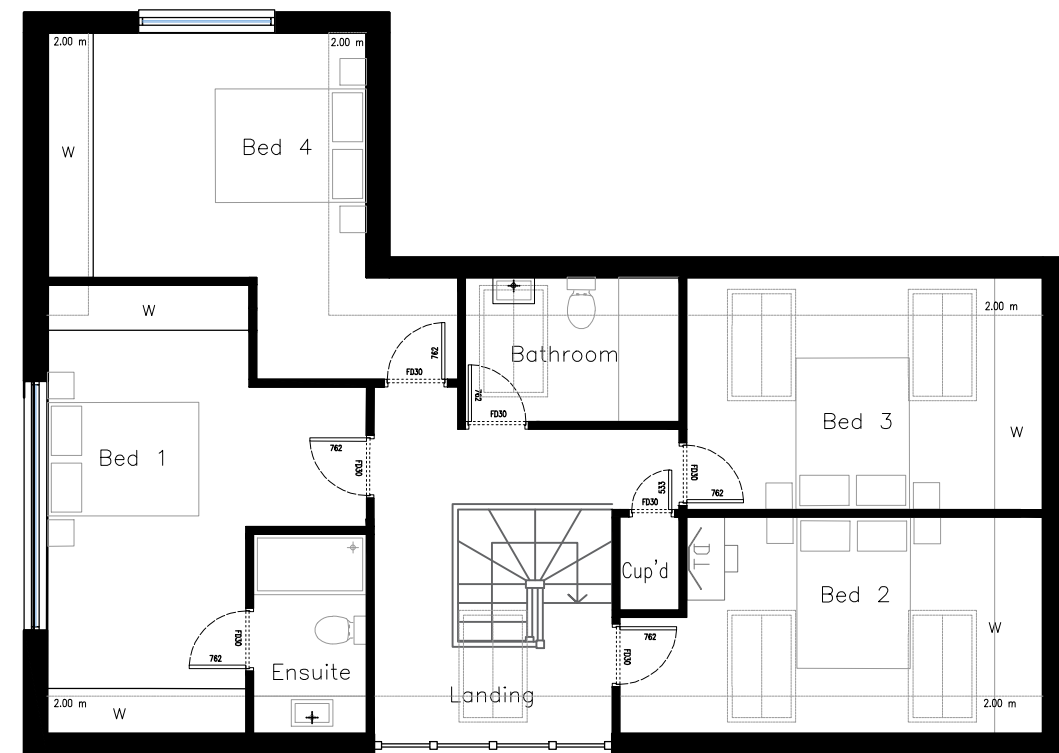 2.00 m
2.00 m
W
Bed 4
W
2.00 m
762
FD30
Bathroom
762
FD30
Bed 3
W
762
FD30
Bed 1
FD30
762
533
FD30
Cup'd
TD
Bed 2
W
762
FD30
FD30
762
Ensuite
Landing
2.00 m
W
2.00 m